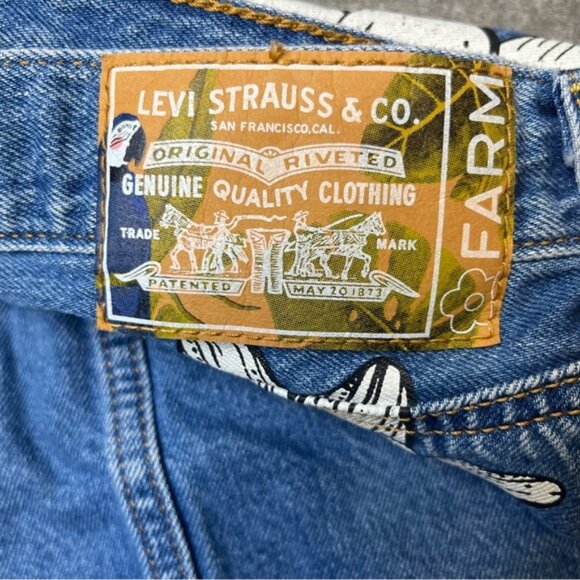 LEVI STRAUSS & CO.
SAN FRANCISCO.CAL.
ORIGINAL RIVETED
GENUINE QUALITY CLOTHING
TRADE MARK
PATENTED MAY 20 1873
FARM